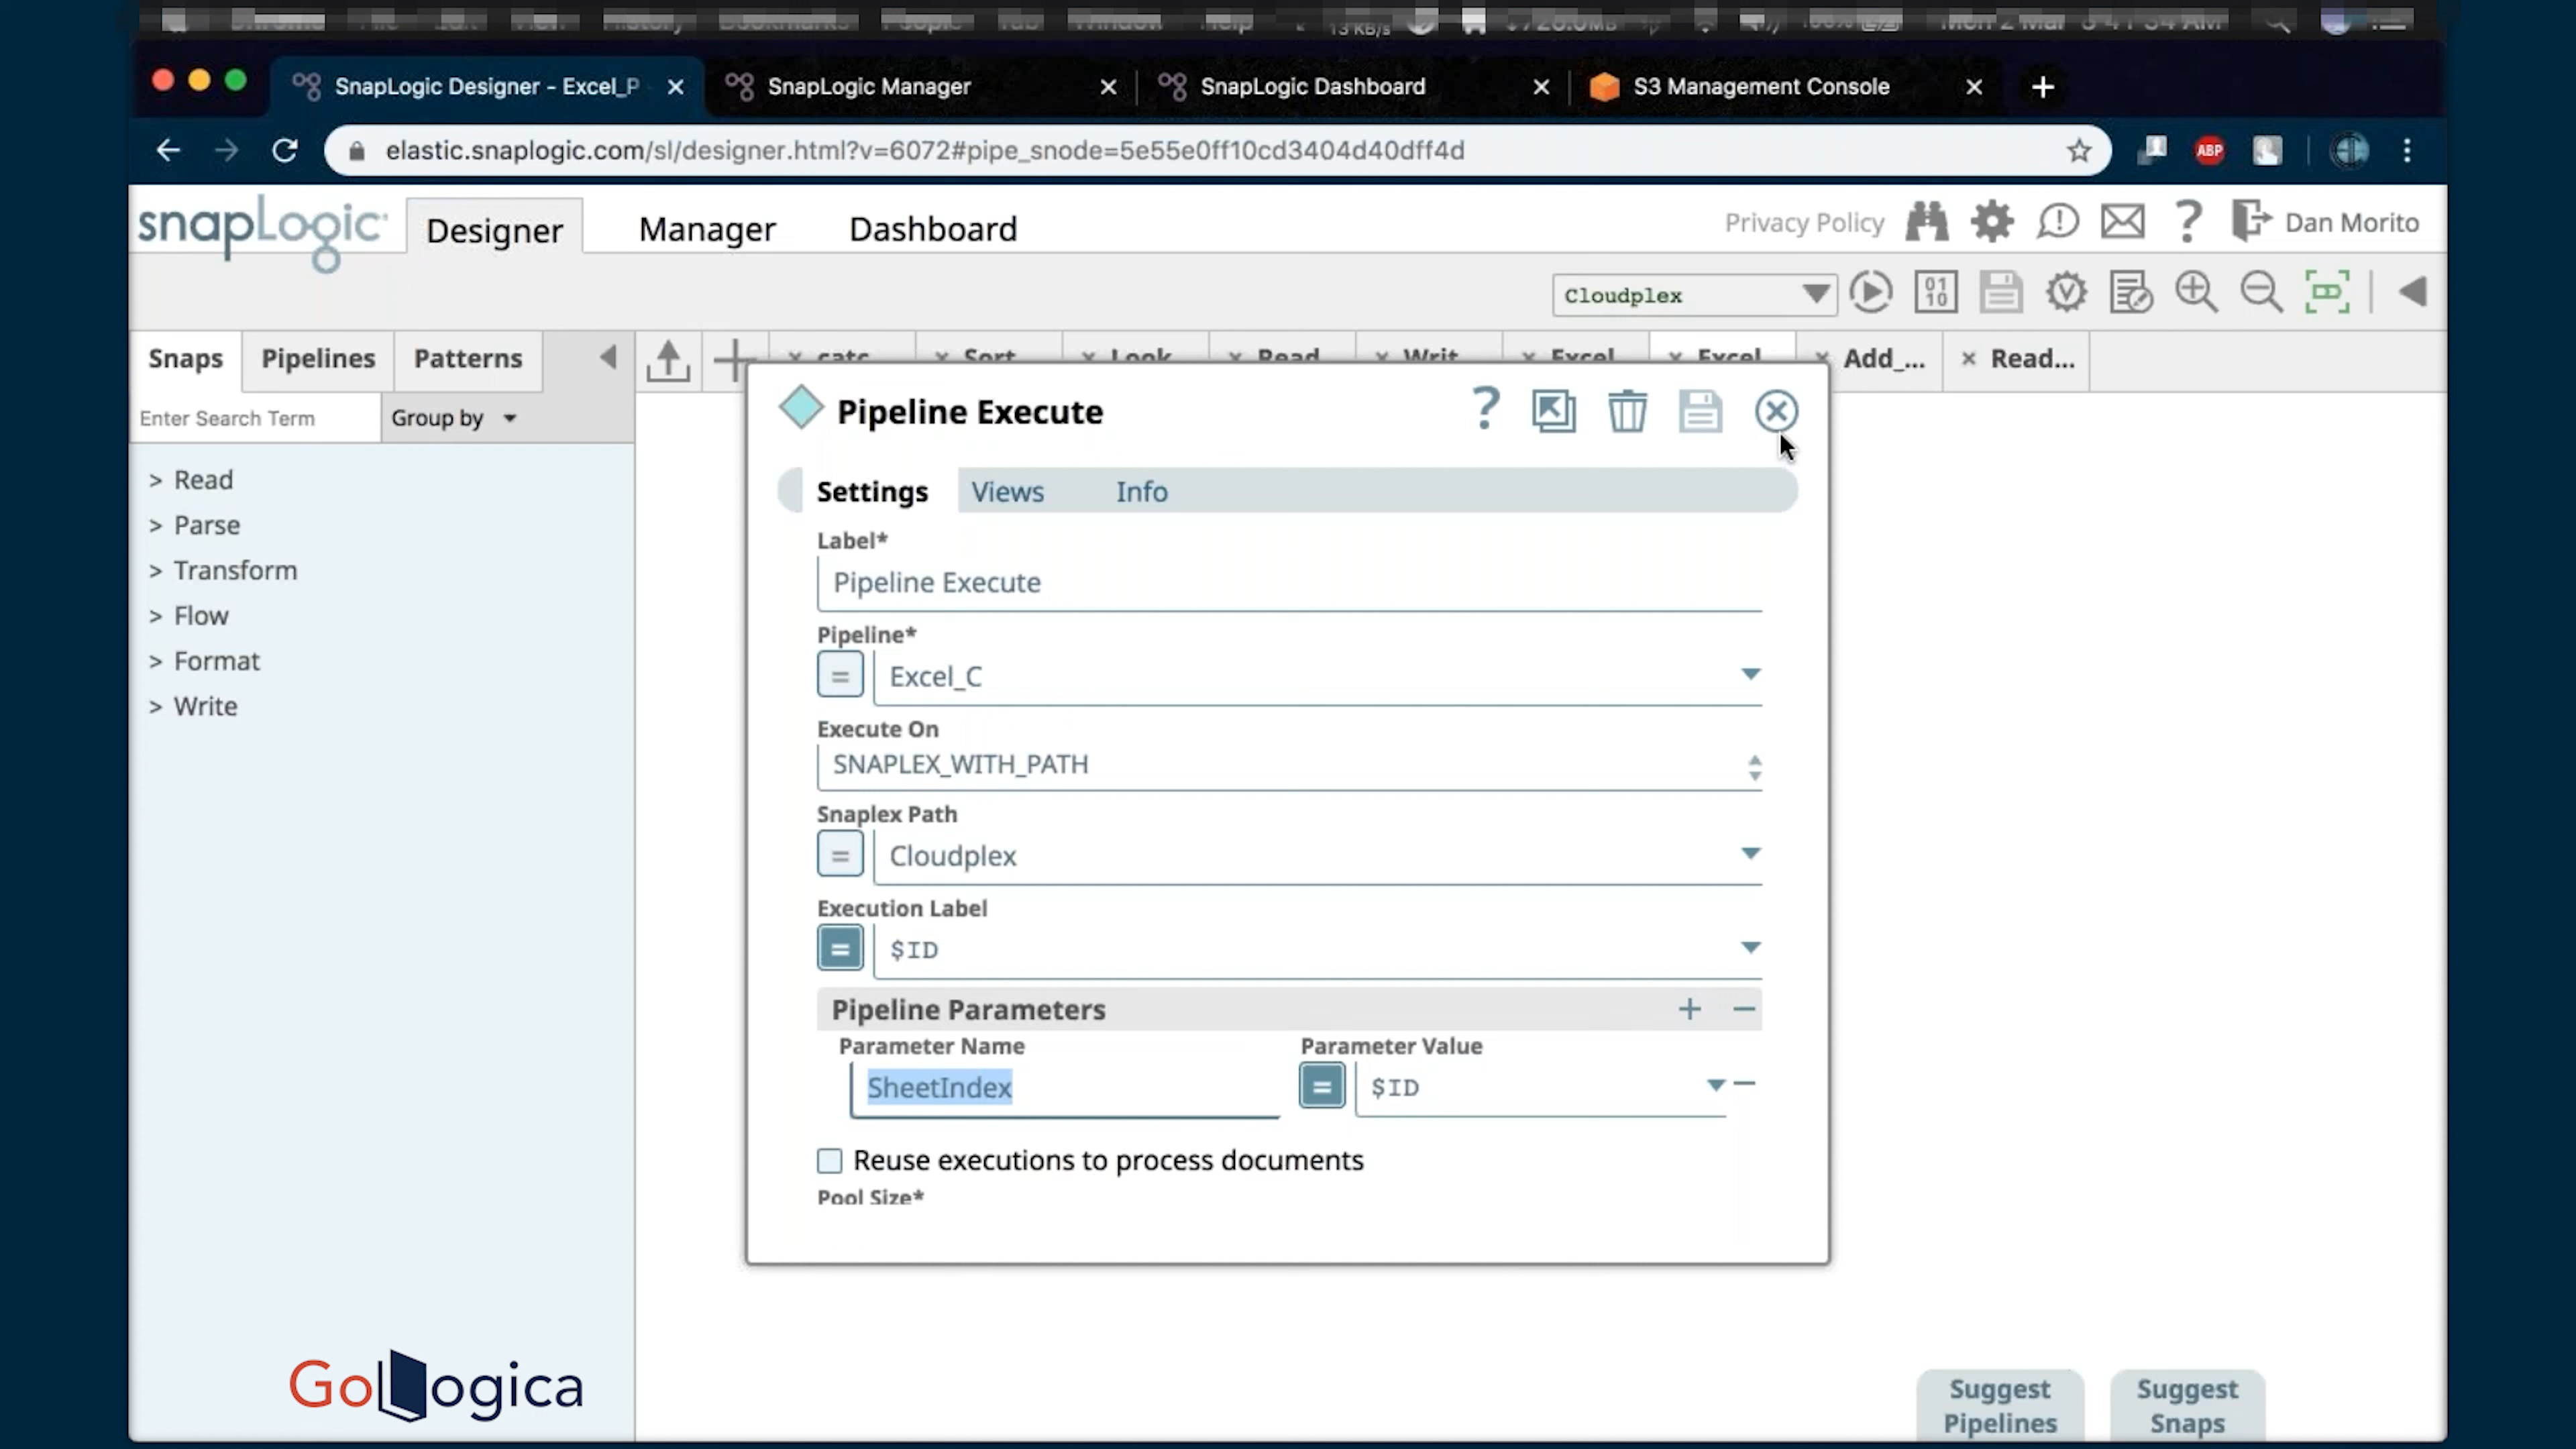 SnapLogic Designer - Excel_P
SnapLogic Manager
SnapLogic Dashboard
S3 Management Console
elastic.snaplogic.com/sl/designer.html?v=6072#pipe_snode=5e55e0ff10cd3404d40dff4d
ABP
snapLogic
Designer
Manager
Dashboard
Privacy Policy
Dan Morito
Cloudplex
01
10
Snaps
Pipelines
Patterns
Add_...
Read...
Enter Search Term
Group by
> Read
> Parse
> Transform
> Flow
> Format
> Write
Pipeline Execute
Settings
Views
Info
Label*
Pipeline Execute
Pipeline*
= Excel_C
Execute On
SNAPLEX_WITH_PATH
Snaplex Path
= Cloudplex
Execution Label
= $ID
Pipeline Parameters
Parameter Name
Parameter Value
SheetIndex
= $ID
Reuse executions to process documents
Pool Size*
GoLogica
Suggest
Pipelines
Suggest
Snaps